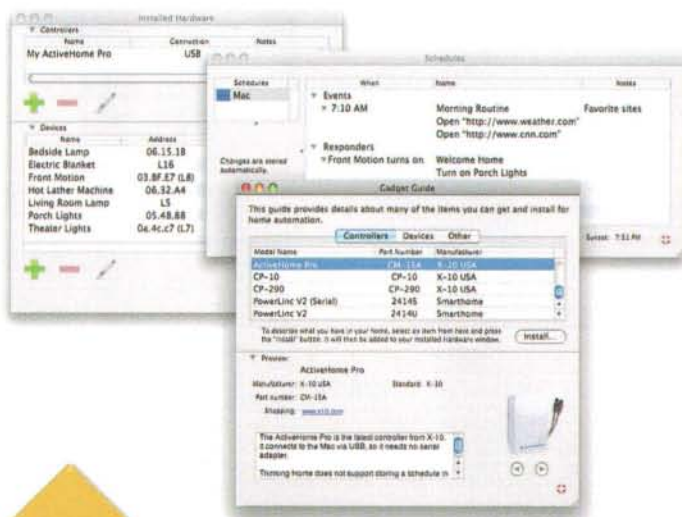 Installed Hardware
Controllers
Name Connection Notes
My ActiveHome Pro USB
Devices
Name Address
Bedside Lamp 06.15.18
Electric Blanket L16
Front Motion 03.8F.E7 (L8)
Hot Lather Machine 06.32.A4
Living Room Lamp L5
Porch Lights 05.4B.88
Theater Lights 0a.4c.c7 (L7)
Schedules
Schedules
Mac
Changes are stored
automatically.
When Name Notes
Events
7:10 AM Morning Routine Favorite sites
Open "http://www.weather.com"
Open "http://www.cnn.com"
Responders
Front Motion turns on Welcome Home
Turn on Porch Lights
Sunset: 7:51 PM
Gadget Guide
This guide provides details about many of the items you can get and install for
home automation.
Controllers Devices Other
Model Name Part Number Manufacturer
ActiveHome Pro CM-15A X-10 USA
CP-10 CP-10 X-10 USA
CP-290 CP-290 X-10 USA
PowerLinc V2 (Serial) 2414S Smarthome
PowerLinc V2 2414U Smarthome
To describe what you have in your home, select an item from here and press
the "Install" button. It will then be added to your Installed Hardware window.
Install...
Preview
ActiveHome Pro
Manufacturer: X-10 USA Standard: X-10
Part number: CM-15A
Shopping: www.x10.com
The ActiveHome Pro is the latest controller from X-10.
It connects to the Mac via USB, so it needs no serial
adapter.
Thinking Home does not support storing a schedule in